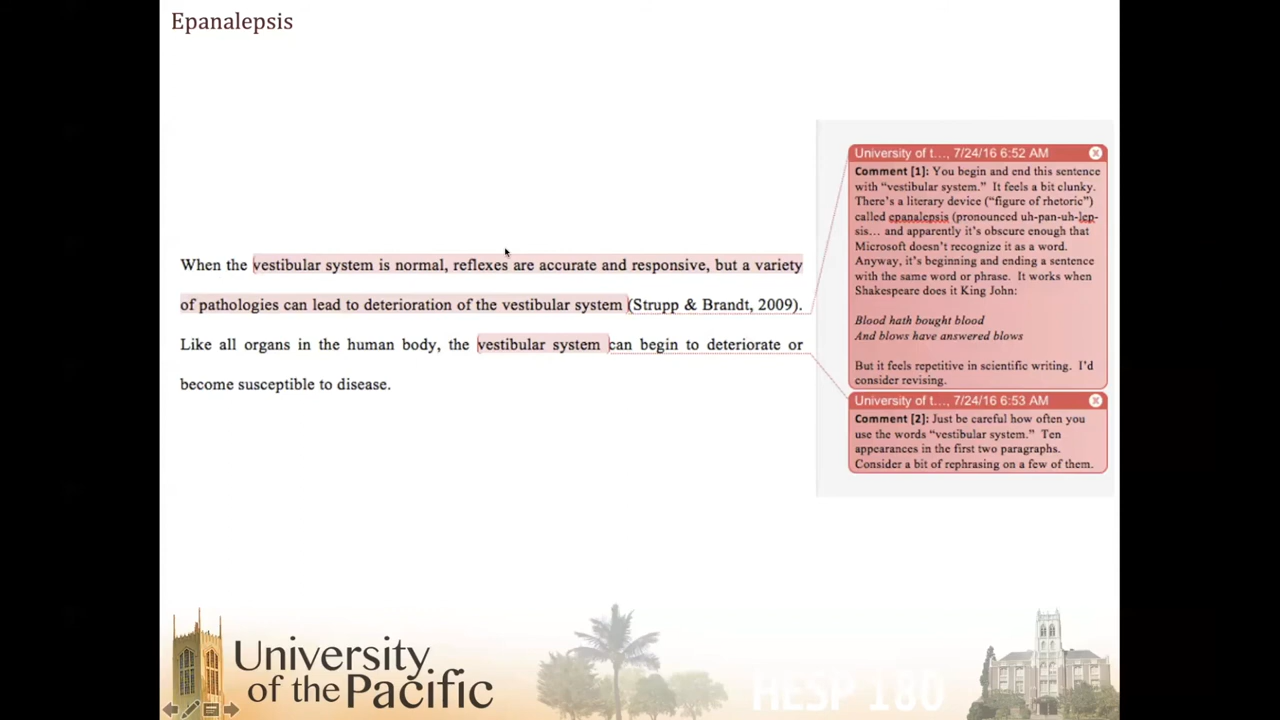 Epanalepsis
When the vestibular system is normal, reflexes are accurate and responsive, but a variety
of pathologies can lead to deterioration of the vestibular system (Strupp & Brandt, 2009).
Like all organs in the human body, the vestibular system can begin to deteriorate or
become susceptible to disease.
University of t..., 7/24/16 6:52 AM
Comment [1]: You begin and end this sentence
with “vestibular system.” It feels a bit clunky.
There’s a literary device (“figure of rhetoric”)
called epanalepsis (pronounced uh-pan-uh-lep-
sis... and apparently it’s obscure enough that
Microsoft doesn’t recognize it as a word.
Anyway, it’s beginning and ending a sentence
with the same word or phrase. It works when
Shakespeare does it King John:
Blood hath bought blood
And blows have answered blows
But it feels repetitive in scientific writing. I’d
consider revising.
University of t..., 7/24/16 6:53 AM
Comment [2]: Just be careful how often you
use the words “vestibular system.” Ten
appearances in the first two paragraphs.
Consider a bit of rephrasing on a few of them.
University
of the Pacific
HESP 160